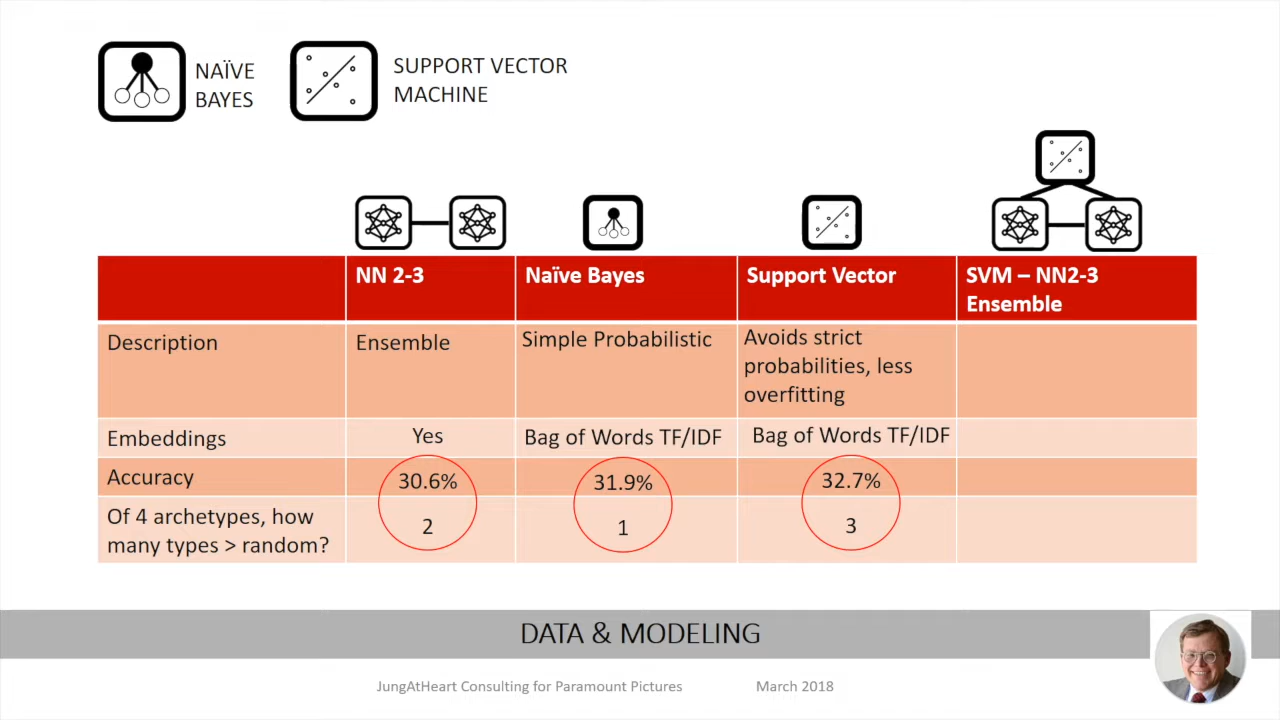 NAÏVE
BAYES
SUPPORT VECTOR
MACHINE
NN 2-3
Naïve Bayes
Support Vector
SVM – NN2-3
Ensemble
Description
Ensemble
Simple Probabilistic
Avoids strict
probabilities, less
overfitting
Embeddings
Yes
Bag of Words TF/IDF
Bag of Words TF/IDF
Accuracy
30.6%
31.9%
32.7%
Of 4 archetypes, how
many types > random?
2
1
3
DATA & MODELING
JungAtHeart Consulting for Paramount Pictures
March 2018